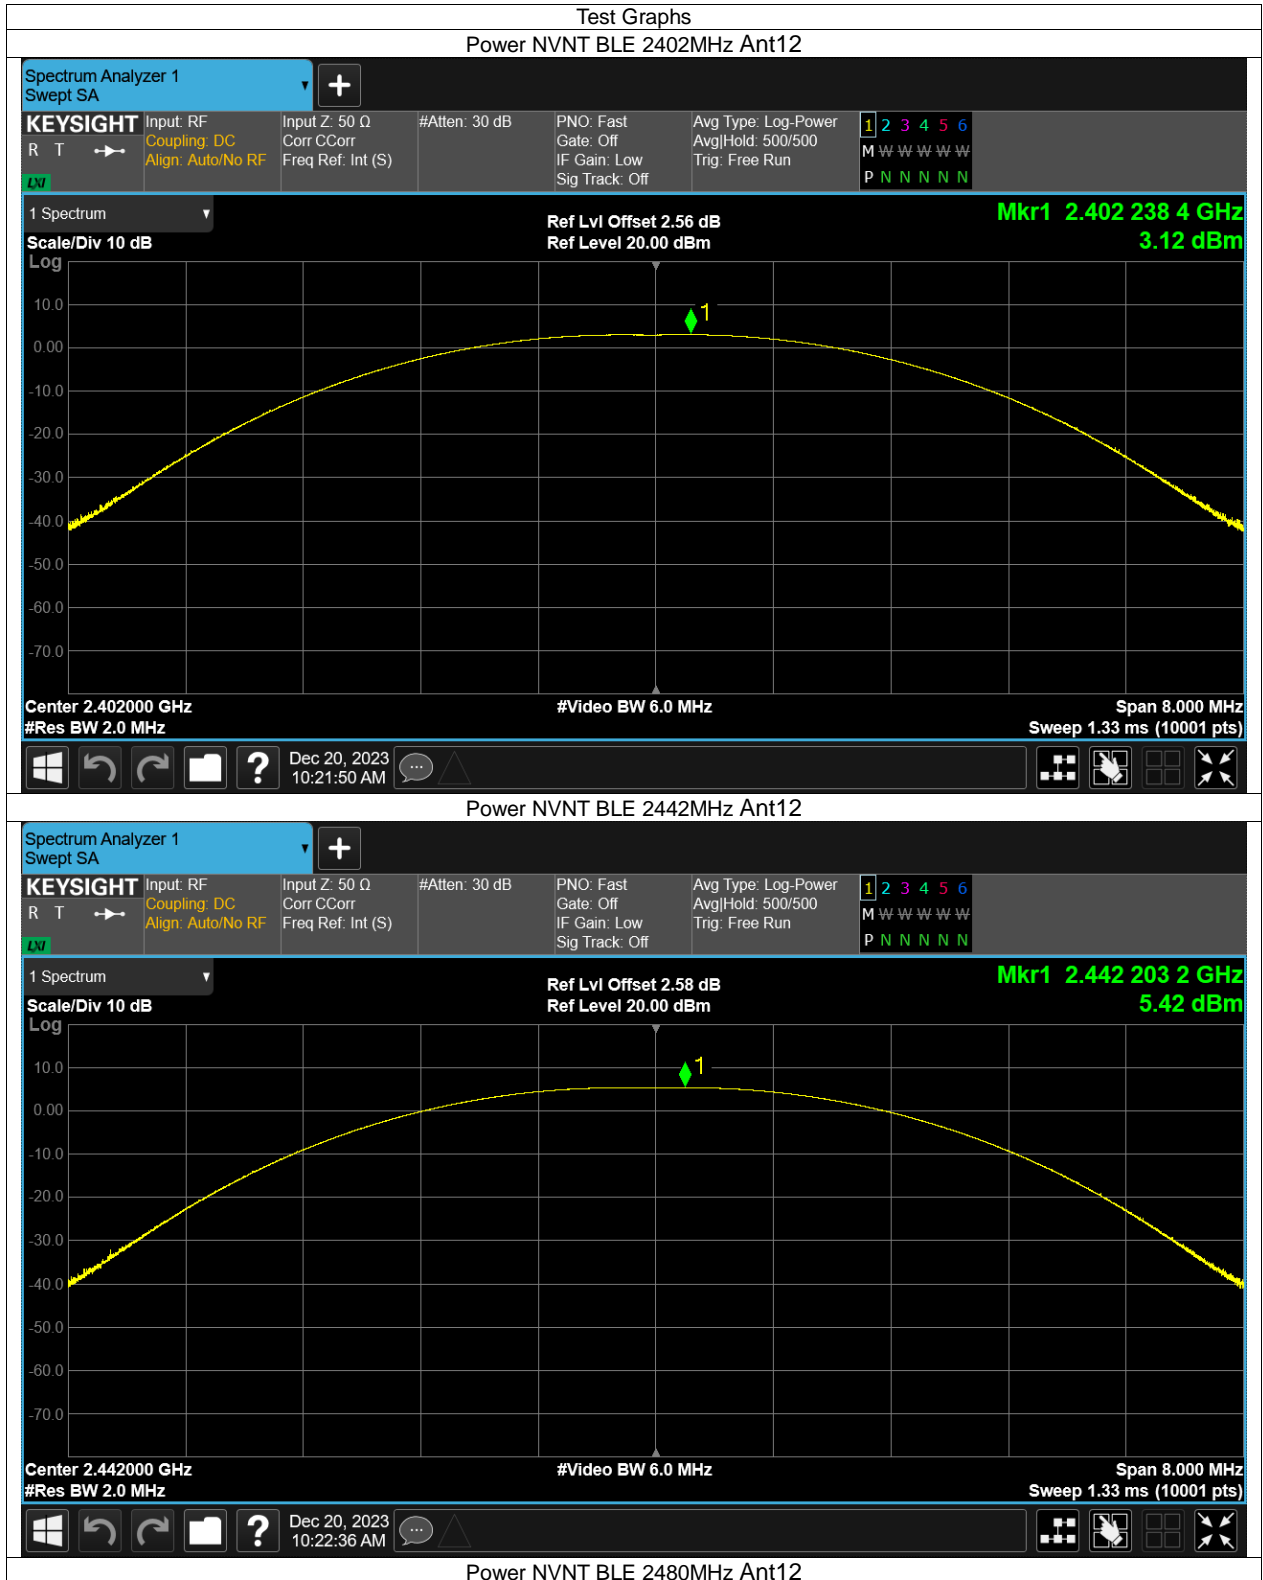 Test Graphs
Power NVNT BLE 2402MHz Ant12
Spectrum Analyzer 1
Swept SA
KEYSIGHT Input: RF Input Z: 50 Ω #Atten: 30 dB PNO: Fast Avg Type: Log-Power 1 2 3 4 5 6
R T Coupling: DC Corr CCorr Gate: Off Avg|Hold: 500/500 M W W W W W
Align: Auto/No RF Freq Ref: Int (S) IF Gain: Low Trig: Free Run
LXI Sig Track: Off P N N N N N
1 Spectrum Ref Lvl Offset 2.56 dB Mkr1 2.402 238 4 GHz
Scale/Div 10 dB Ref Level 20.00 dBm 3.12 dBm
Log
1
10.0
0.00
-10.0
-20.0
-30.0
-40.0
-50.0
-60.0
-70.0
Center 2.402000 GHz #Video BW 6.0 MHz Span 8.000 MHz
#Res BW 2.0 MHz Sweep 1.33 ms (10001 pts)
? Dec 20, 2023
10:21:50 AM
Power NVNT BLE 2442MHz Ant12
Spectrum Analyzer 1
Swept SA
KEYSIGHT Input: RF Input Z: 50 Ω #Atten: 30 dB PNO: Fast Avg Type: Log-Power 1 2 3 4 5 6
R T Coupling: DC Corr CCorr Gate: Off Avg|Hold: 500/500 M W W W W W
Align: Auto/No RF Freq Ref: Int (S) IF Gain: Low Trig: Free Run
LXI Sig Track: Off P N N N N N
1 Spectrum Ref Lvl Offset 2.58 dB Mkr1 2.442 203 2 GHz
Scale/Div 10 dB Ref Level 20.00 dBm 5.42 dBm
Log
1
10.0
0.00
-10.0
-20.0
-30.0
-40.0
-50.0
-60.0
-70.0
Center 2.442000 GHz #Video BW 6.0 MHz Span 8.000 MHz
#Res BW 2.0 MHz Sweep 1.33 ms (10001 pts)
? Dec 20, 2023
10:22:36 AM
Power NVNT BLE 2480MHz Ant12